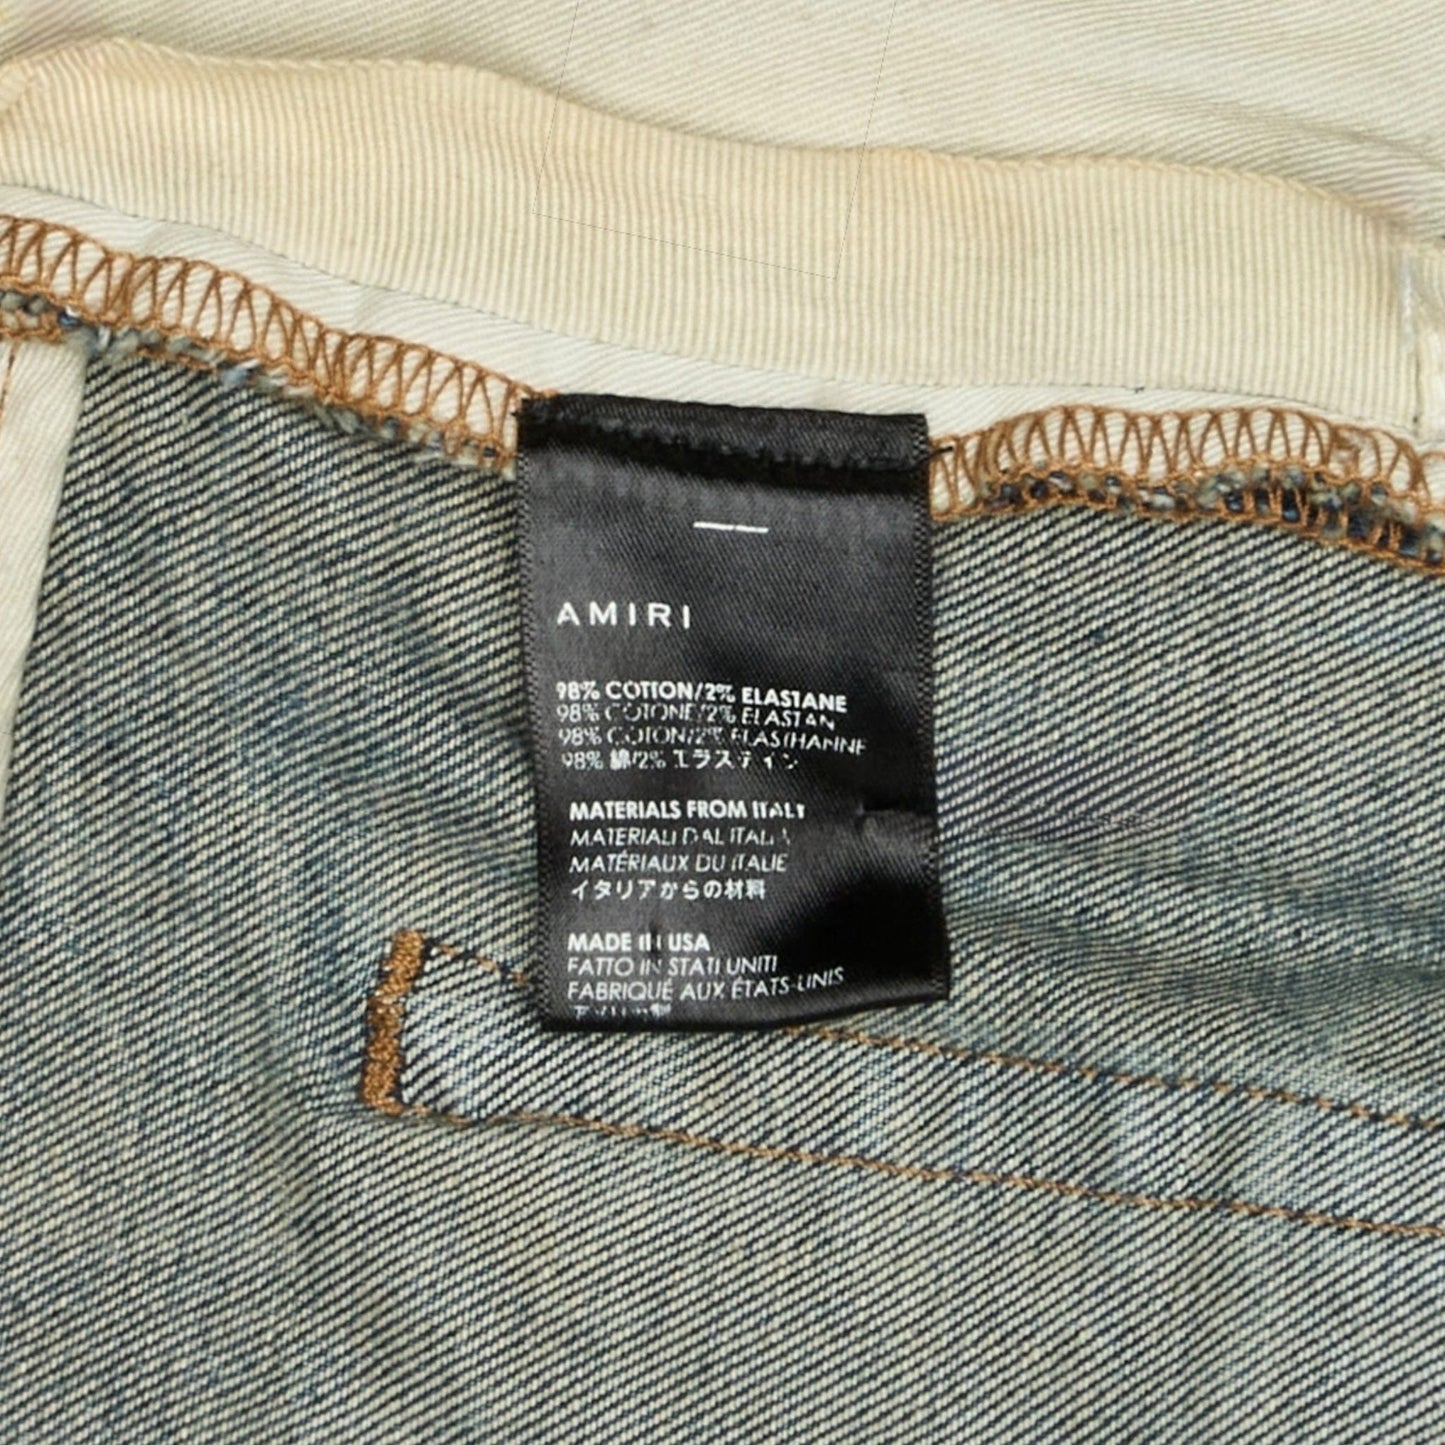 AMIRI
98% COTTON/2% ELASTANE
98% COTONE/2% ELASTAN
98% COTON/2% ELASTHANNE
98% 綿/2% エラステイン
MATERIALS FROM ITALY
MATERIALI DAL ITALIA
MATÉRIAUX DU ITALIE
イタリアからの材料
MADE IN USA
FATTO IN STATI UNITI
FABRIQUÉ AUX ÉTATS-UNIS